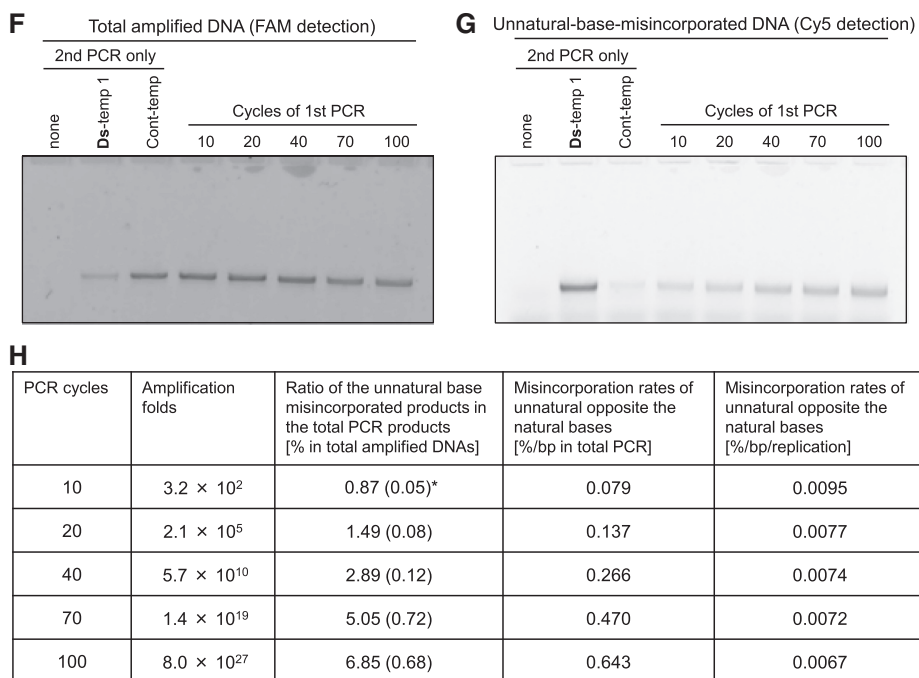 F Total amplified DNA (FAM detection)
2nd PCR only
none
Ds-temp 1
Cont-temp
Cycles of 1st PCR
10 20 40 70 100
G Unnatural-base-misincorporated DNA (Cy5 detection)
2nd PCR only
none
Ds-temp 1
Cont-temp
Cycles of 1st PCR
10 20 40 70 100
H
PCR cycles
Amplification
folds
Ratio of the unnatural base
misincorporated products in
the total PCR products
[% in total amplified DNAs]
Misincorporation rates of
unnatural opposite the
natural bases
[%/bp in total PCR]
Misincorporation rates of
unnatural opposite the
natural bases
[%/bp/replication]
10 3.2 × 10² 0.87 (0.05)* 0.079 0.0095
20 2.1 × 10⁵ 1.49 (0.08) 0.137 0.0077
40 5.7 × 10¹⁰ 2.89 (0.12) 0.266 0.0074
70 1.4 × 10¹⁹ 5.05 (0.72) 0.470 0.0072
100 8.0 × 10²⁷ 6.85 (0.68) 0.643 0.0067